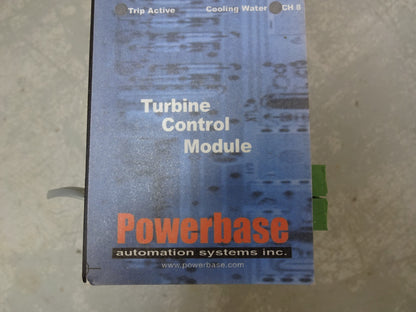 Trip Active Cooling Water CH 8
Turbine
Control
Module
Powerbase
automation systems inc.
www.powerbase.com